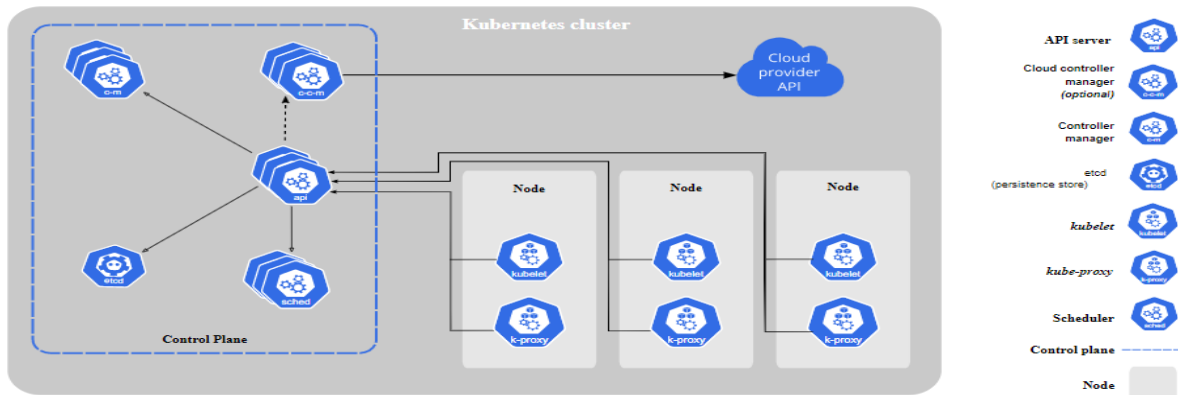 Kubernetes cluster
c-m
c-c-m
Cloud
provider
API
api
etcd
sched
Control Plane
Node
kubelet
k-proxy
Node
kubelet
k-proxy
Node
kubelet
k-proxy
API server
api
Cloud controller
manager
(optional)
c-c-m
Controller
manager
c-m
etcd
(persistence store)
etcd
kubelet
kubelet
kube-proxy
k-proxy
Scheduler
sched
Control plane
Node